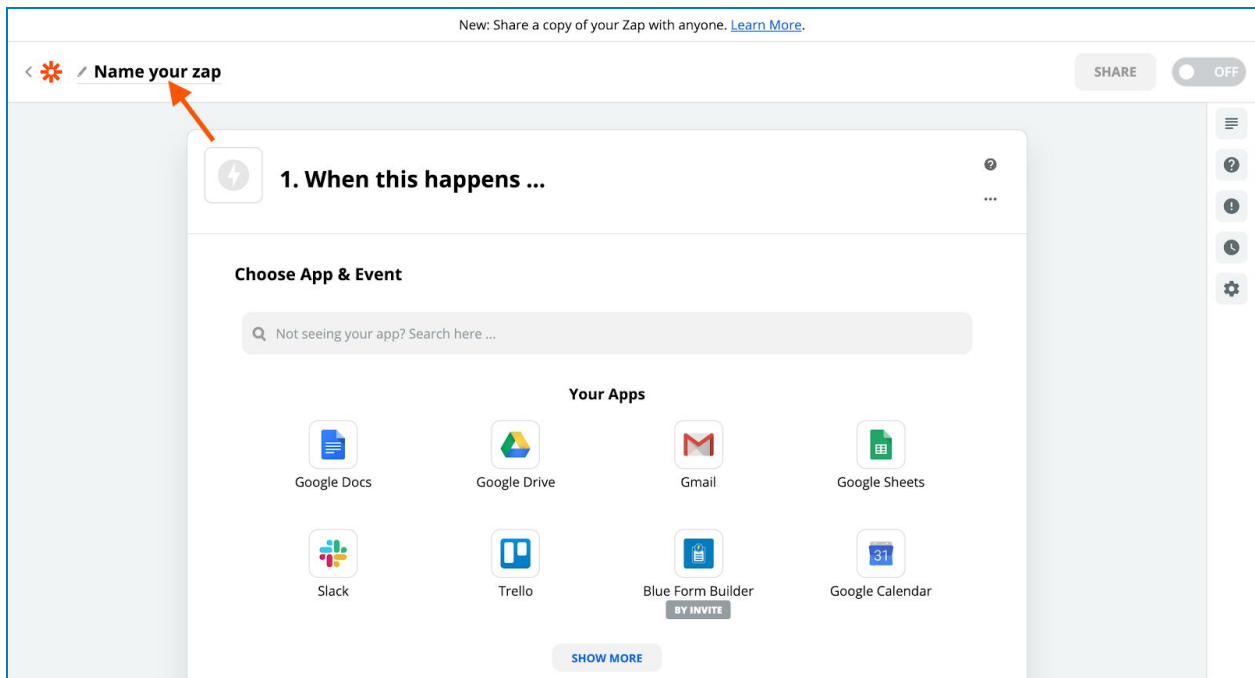 New: Share a copy of your Zap with anyone. Learn More.
Name your zap
SHARE
OFF
1. When this happens ...
Choose App & Event
Not seeing your app? Search here ...
Your Apps
Google Docs
Google Drive
Gmail
Google Sheets
Slack
Trello
Blue Form Builder
BY INVITE
31
Google Calendar
SHOW MORE